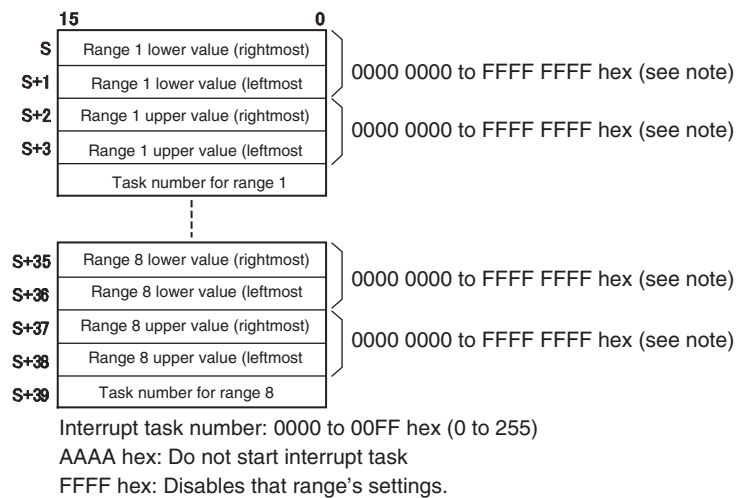 15 0
S Range 1 lower value (rightmost)
S+1 Range 1 lower value (leftmost
0000 0000 to FFFF FFFF hex (see note)
S+2 Range 1 upper value (rightmost)
S+3 Range 1 upper value (leftmost
0000 0000 to FFFF FFFF hex (see note)
Task number for range 1
S+35 Range 8 lower value (rightmost)
S+36 Range 8 lower value (leftmost
0000 0000 to FFFF FFFF hex (see note)
S+37 Range 8 upper value (rightmost)
S+38 Range 8 upper value (leftmost
0000 0000 to FFFF FFFF hex (see note)
S+39 Task number for range 8
Interrupt task number: 0000 to 00FF hex (0 to 255)
AAAA hex: Do not start interrupt task
FFFF hex: Disables that range's settings.